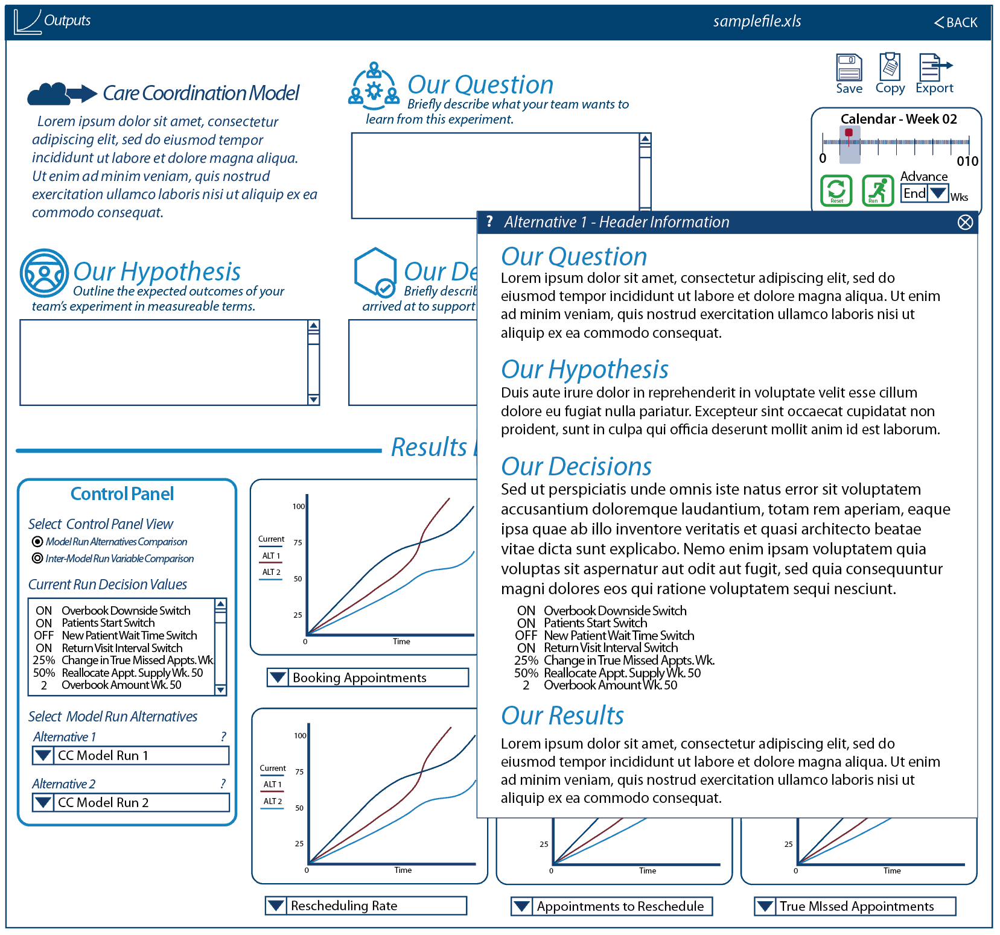 Outputs
samplefile.xls
BACK
Save
Copy
Export
Care Coordination Model
Lorem ipsum dolor sit amet, consectetur
adipiscing elit, sed do eiusmod tempor
incididunt ut labore et dolore magna aliqua.
Ut enim ad minim veniam, quis nostrud
exercitation ullamco laboris nisi ut aliquip ex ea
commodo consequat.
Our Question
Briefly describe what your team wants to
learn from this experiment.
Calendar - Week 02
0
010
Reset
Run
Advance
End
Wks
Our Hypothesis
Outline the expected outcomes of your
team's experiment in measureable terms.
Our De
Briefly describ
arrived at to support
Results
Control Panel
Select Control Panel View
Model Run Alternatives Comparison
Inter-Model Run Variable Comparison
Current Run Decision Values
ON Overbook Downside Switch
ON Patients Start Switch
OFF New Patient Wait Time Switch
ON Return Visit Interval Switch
25% Change in True Missed Appts. Wk.
50% Reallocate Appt. Supply Wk. 50
2 Overbook Amount Wk. 50
Select Model Run Alternatives
Alternative 1 ?
CC Model Run 1
Alternative 2 ?
CC Model Run 2
Current
ALT 1
ALT 2
100
75
50
25
0
Time
Booking Appointments
Current
ALT 1
ALT 2
100
75
50
25
0
Time
Rescheduling Rate
? Alternative 1 - Header Information
Our Question
Lorem ipsum dolor sit amet, consectetur adipiscing elit, sed do
eiusmod tempor incididunt ut labore et dolore magna aliqua. Ut enim
ad minim veniam, quis nostrud exercitation ullamco laboris nisi ut
aliquip ex ea commodo consequat.
Our Hypothesis
Duis aute irure dolor in reprehenderit in voluptate velit esse cillum
dolore eu fugiat nulla pariatur. Excepteur sint occaecat cupidatat non
proident, sunt in culpa qui officia deserunt mollit anim id est laborum.
Our Decisions
Sed ut perspiciatis unde omnis iste natus error sit voluptatem
accusantium doloremque laudantium, totam rem aperiam, eaque
ipsa quae ab illo inventore veritatis et quasi architecto beatae
vitae dicta sunt explicabo. Nemo enim ipsam voluptatem quia
voluptas sit aspernatur aut odit aut fugit, sed quia consequuntur
magni dolores eos qui ratione voluptatem sequi nesciunt.
ON Overbook Downside Switch
ON Patients Start Switch
OFF New Patient Wait Time Switch
ON Return Visit Interval Switch
25% Change in True Missed Appts. Wk.
50% Reallocate Appt. Supply Wk. 50
2 Overbook Amount Wk. 50
Our Results
Lorem ipsum dolor sit amet, consectetur adipiscing elit, sed do
eiusmod tempor incididunt ut labore et dolore magna aliqua. Ut enim
ad minim veniam, quis nostrud exercitation ullamco laboris nisi ut
aliquip ex ea commodo consequat.
25
0
Time
Appointments to Reschedule
25
0
Time
True MIssed Appointments